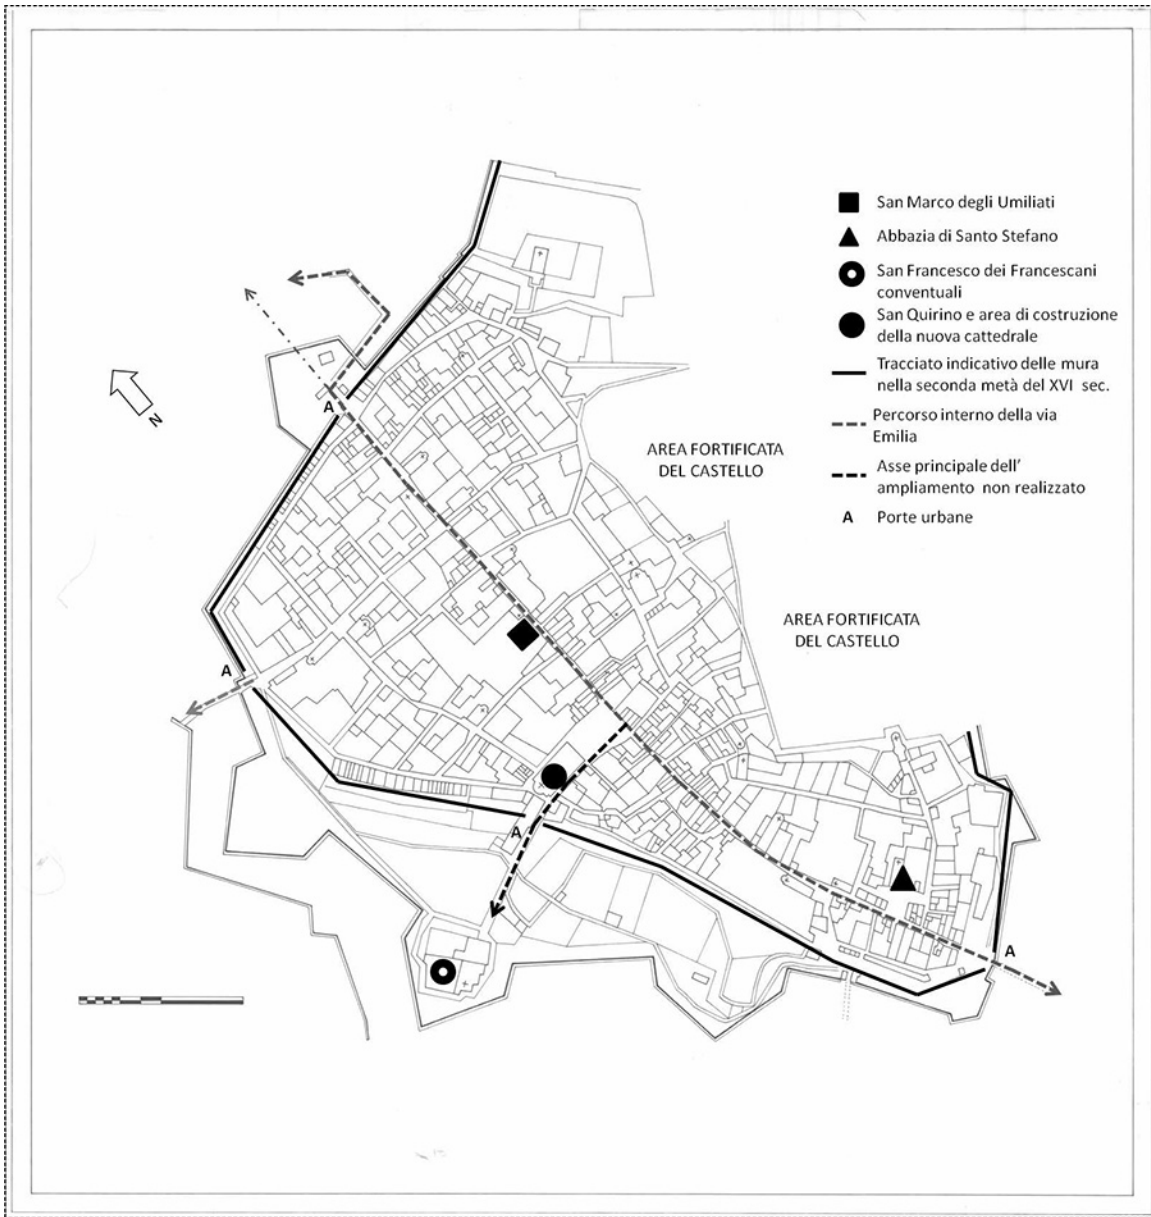 San Marco degli Umiliati
Abbazia di Santo Stefano
San Francesco dei Francescani
conventuali
San Quirino e area di costruzione
della nuova cattedrale
Tracciato indicativo delle mura
nella seconda metà del XVI sec.
Percorso interno della via
Emilia
Asse principale dell'
ampliamento non realizzato
A Porte urbane
N
A
AREA FORTIFICATA
DEL CASTELLO
AREA FORTIFICATA
DEL CASTELLO
A
A
A